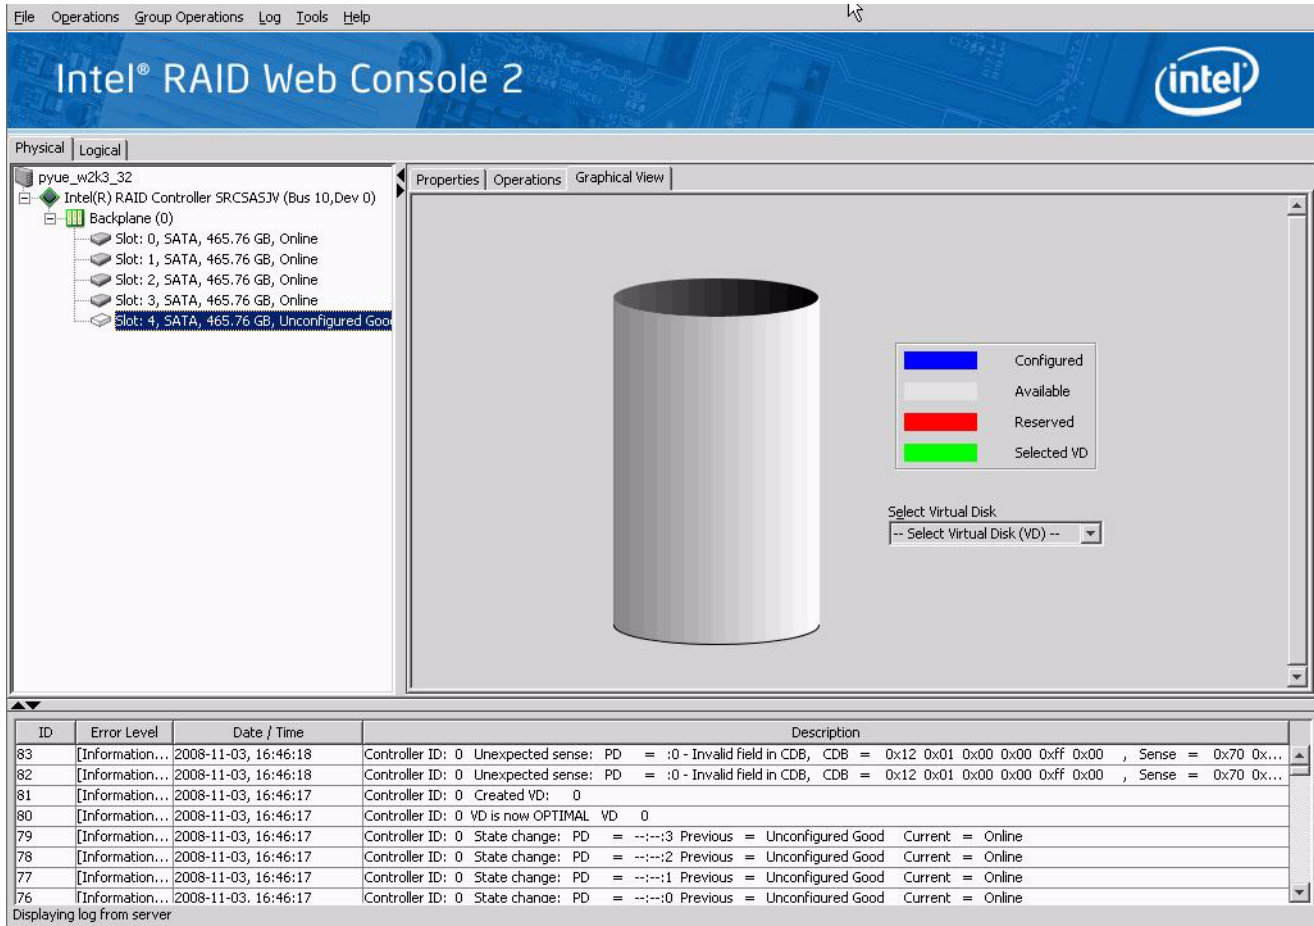 File Operations Group Operations Log Tools Help
Intel® RAID Web Console 2
intel
Physical Logical
pyue_w2k3_32
Intel(R) RAID Controller SRCSASJV (Bus 10,Dev 0)
Backplane (0)
Slot: 0, SATA, 465.76 GB, Online
Slot: 1, SATA, 465.76 GB, Online
Slot: 2, SATA, 465.76 GB, Online
Slot: 3, SATA, 465.76 GB, Online
Slot: 4, SATA, 465.76 GB, Unconfigured Goo
Properties Operations Graphical View
Configured
Available
Reserved
Selected VD
Select Virtual Disk
-- Select Virtual Disk (VD) --
ID Error Level Date / Time Description
83 [Information... 2008-11-03, 16:46:18 Controller ID: 0 Unexpected sense: PD = :0 - Invalid field in CDB, CDB = 0x12 0x01 0x00 0x00 0xff 0x00 , Sense = 0x70 0x...
82 [Information... 2008-11-03, 16:46:18 Controller ID: 0 Unexpected sense: PD = :0 - Invalid field in CDB, CDB = 0x12 0x01 0x00 0x00 0xff 0x00 , Sense = 0x70 0x...
81 [Information... 2008-11-03, 16:46:17 Controller ID: 0 Created VD: 0
80 [Information... 2008-11-03, 16:46:17 Controller ID: 0 VD is now OPTIMAL VD 0
79 [Information... 2008-11-03, 16:46:17 Controller ID: 0 State change: PD = --:--:3 Previous = Unconfigured Good Current = Online
78 [Information... 2008-11-03, 16:46:17 Controller ID: 0 State change: PD = --:--:2 Previous = Unconfigured Good Current = Online
77 [Information... 2008-11-03, 16:46:17 Controller ID: 0 State change: PD = --:--:1 Previous = Unconfigured Good Current = Online
76 [Information... 2008-11-03, 16:46:17 Controller ID: 0 State change: PD = --:--:0 Previous = Unconfigured Good Current = Online
Displaying log from server